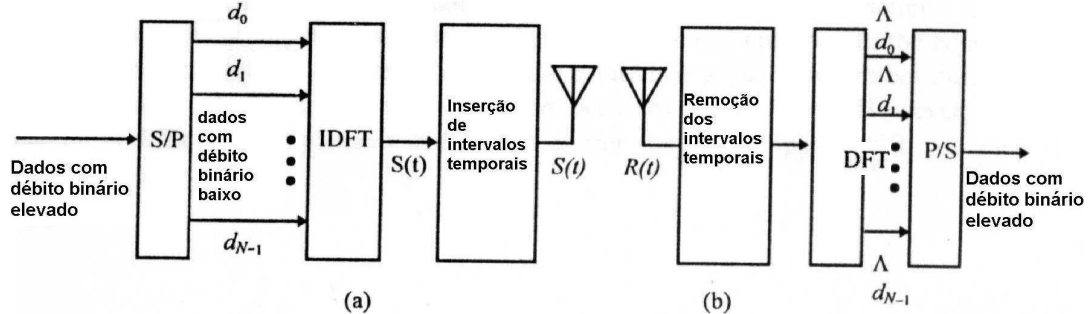 Dados com
débito binário
elevado
S/P
d0
d1
dados
com
débito
binário
baixo
dN−1
IDFT
S(t)
Inserção
de
intervalos
temporais
S(t)
(a)
R(t)
Remoção
dos
intervalos
temporais
DFT
Λ
d0
Λ
d1
Λ
dN−1
P/S
Dados com
débito binário
elevado
(b)